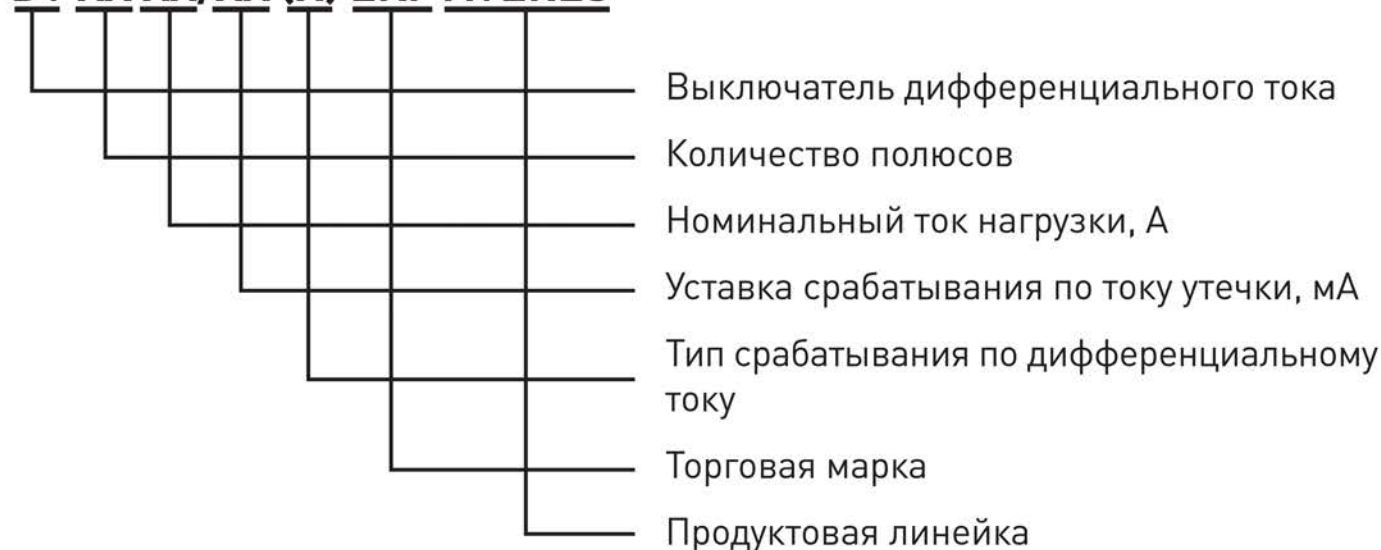 Выключатель дифференциального тока
Количество полюсов
Номинальный ток нагрузки, А
Уставка срабатывания по току утечки, мА
Тип срабатывания по дифференциальному
току
Торговая марка
Продуктовая линейка